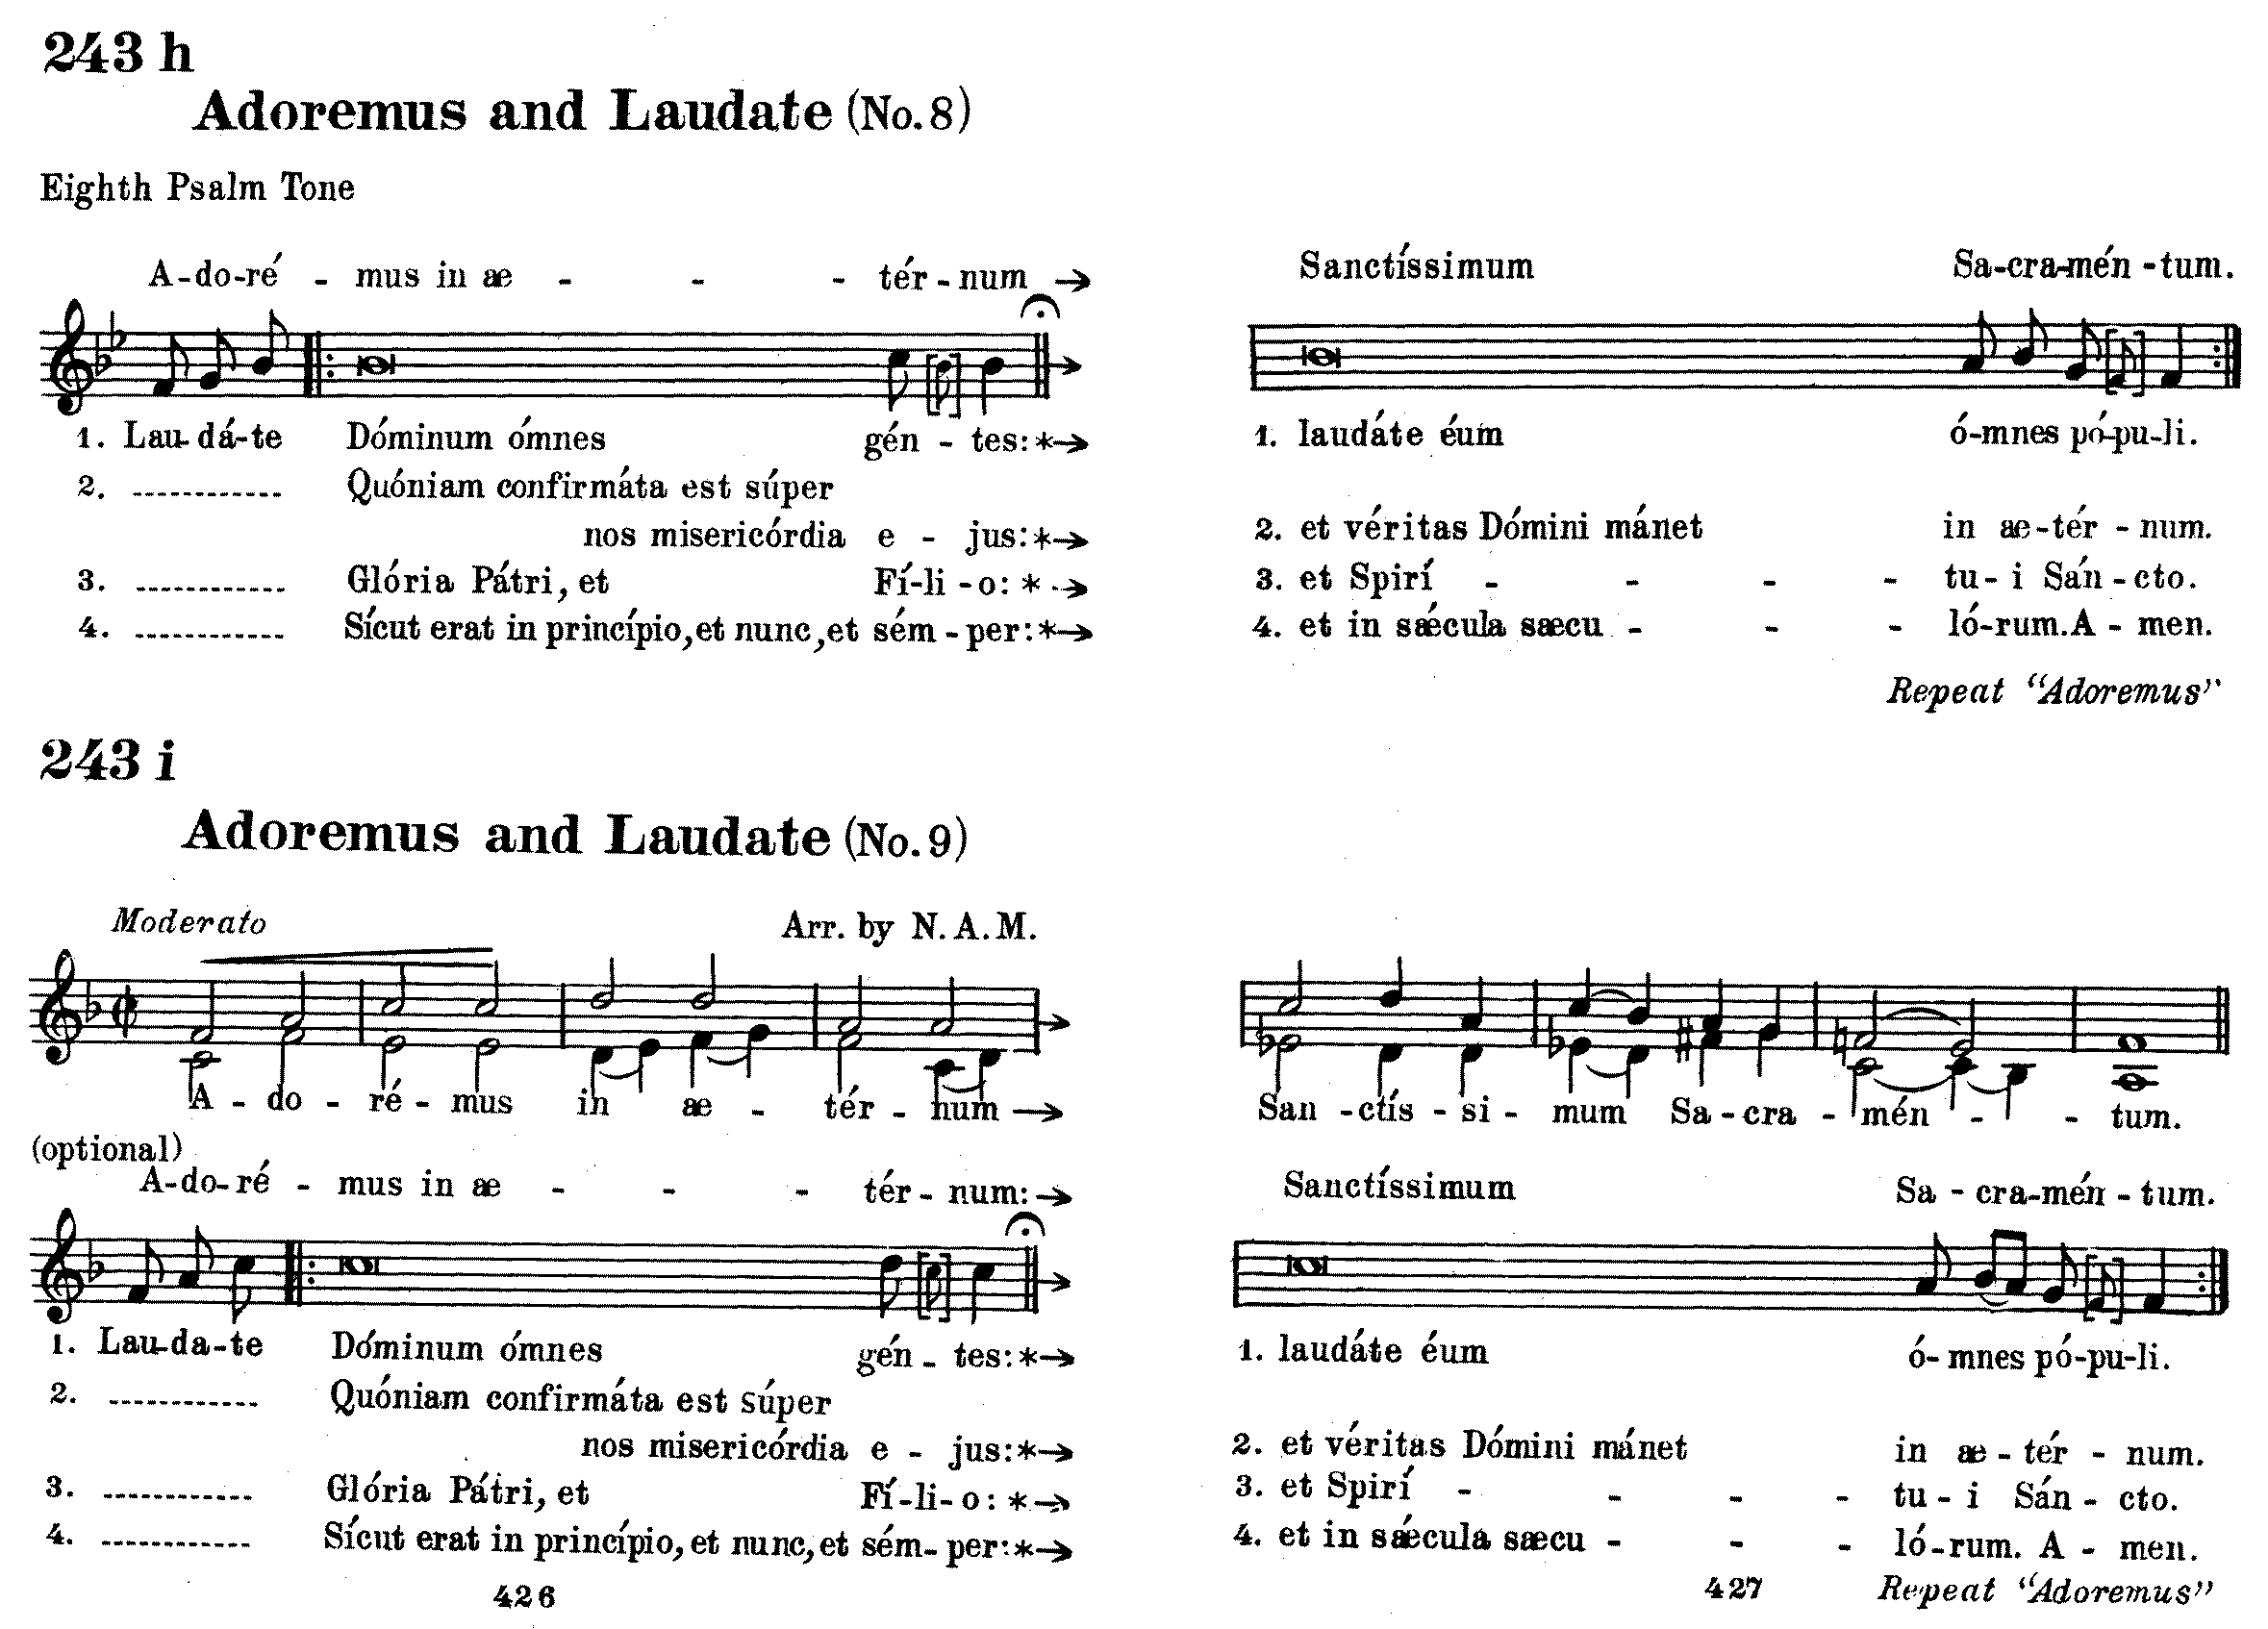 243 h
Adoremus and Laudate (No. 8)
Eighth Psalm Tone
A-do-ré - mus in æ - - - tér-num → Sanctíssimum Sa-cra-mén-tum.
1. Lau-dá-te Dóminum ómnes gén - tes:*→ 1. laudáte éum ó-mnes pó-pu-li.
2. ............ Quóniam confirmáta est súper
nos misericórdia e - jus:*→ 2. et véritas Dómini mánet in æ-tér - num.
3. ............ Glória Pátri, et Fí-li-o: *→ 3. et Spirí - - - - tu-i Sán-cto.
4. ............ Sícut erat in princípio, et nunc, et sém-per:*→ 4. et in sǽcula sæcu - - - ló-rum. A - men.
Repeat "Adoremus"
243 i
Adoremus and Laudate (No. 9)
Moderato Arr. by N. A. M.
A - do - ré - mus in æ - tér - num → San - ctís - si - mum Sa - cra - mén - - tum.
(optional)
A-do-ré - mus in æ - - - tér - num:→ Sanctíssimum Sa - cra-mén - tum.
1. Lau-da-te Dóminum ómnes gén - tes:*→ 1. laudáte éum ó- mnes pó-pu-li.
2. ............ Quóniam confirmáta est súper
nos misericórdia e - jus:*→ 2. et véritas Dómini mánet in æ - tér - num.
3. ............ Glória Pátri, et Fí-li-o: *→ 3. et Spirí - - - - tu - i Sán - cto.
4. ............ Sícut erat in princípio, et nunc, et sém- per:*→ 4. et in sǽcula sæcu - - - ló-rum. A - men.
426 427 Repeat "Adoremus"